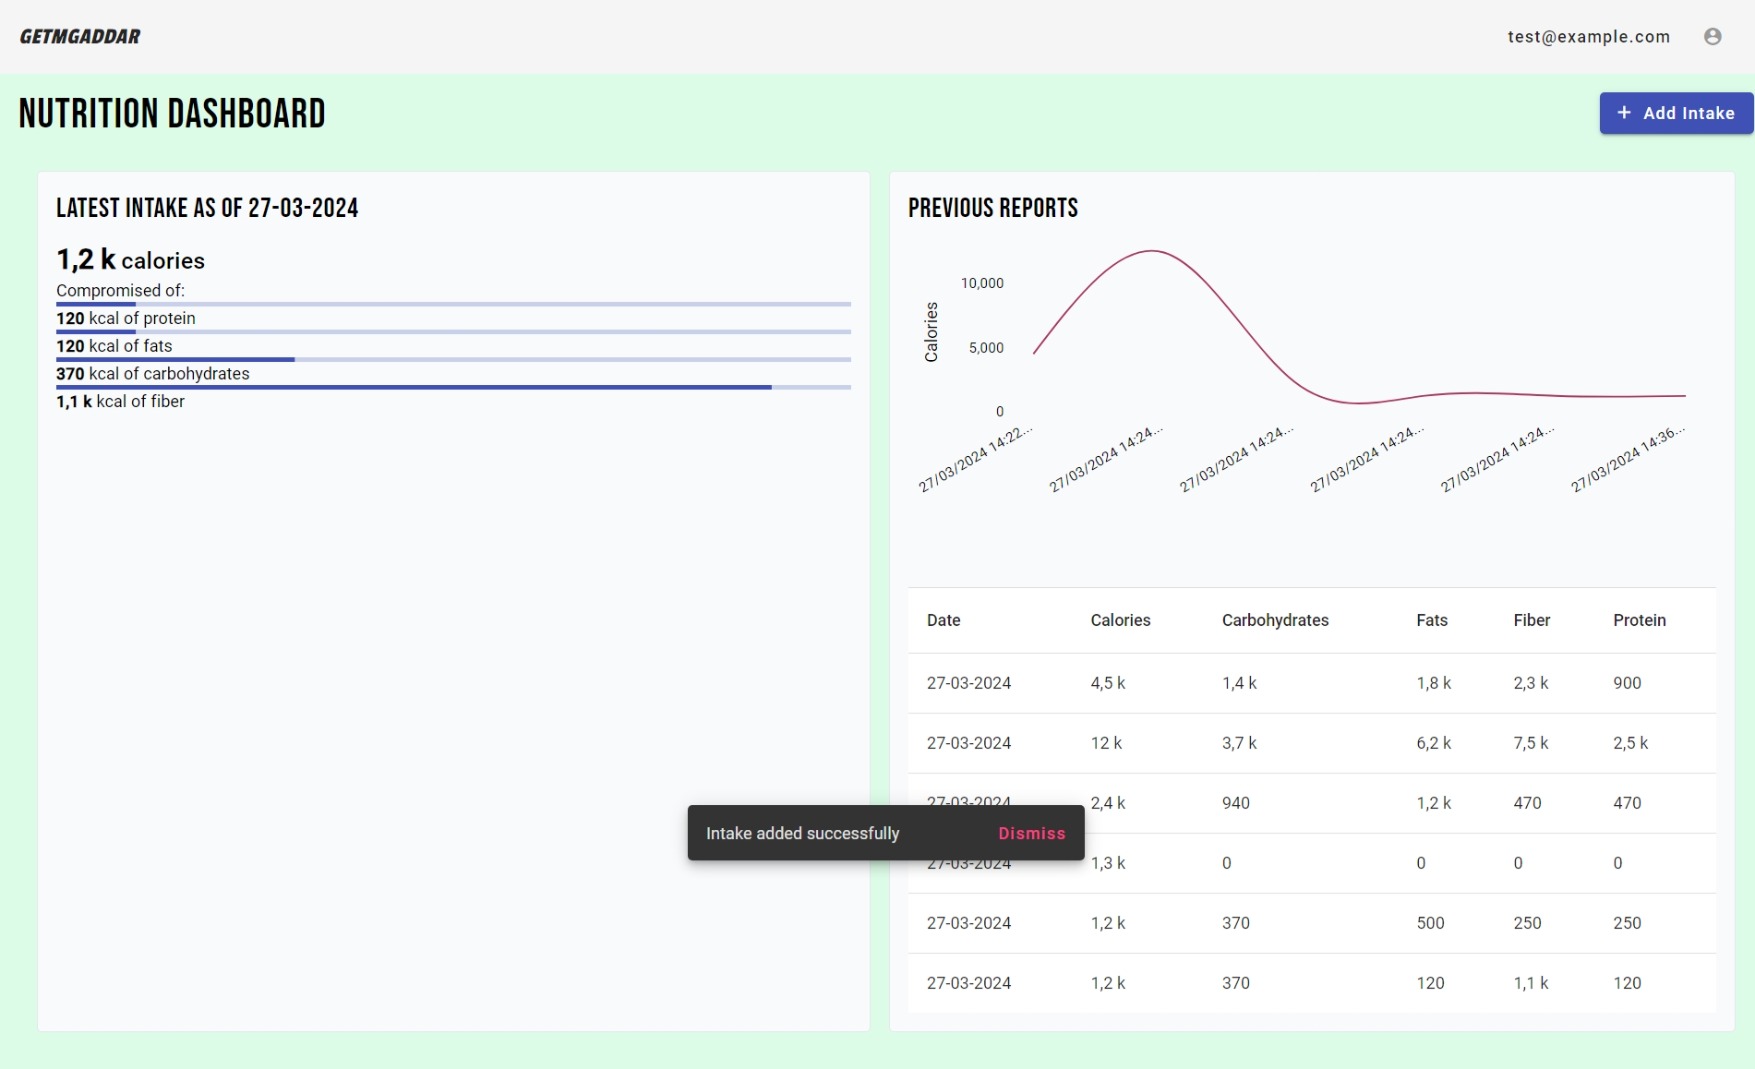 GETMGADDAR
test@example.com
NUTRITION DASHBOARD
+ Add Intake
LATEST INTAKE AS OF 27-03-2024
1,2 k calories
Compromised of:
120 kcal of protein
120 kcal of fats
370 kcal of carbohydrates
1,1 k kcal of fiber
PREVIOUS REPORTS
Calories
10,000
5,000
0
27/03/2024 14:22...
27/03/2024 14:24...
27/03/2024 14:24...
27/03/2024 14:24...
27/03/2024 14:24...
27/03/2024 14:36...
Date Calories Carbohydrates Fats Fiber Protein
27-03-2024 4,5 k 1,4 k 1,8 k 2,3 k 900
27-03-2024 12 k 3,7 k 6,2 k 7,5 k 2,5 k
27-03-2024 2,4 k 940 1,2 k 470 470
Intake added successfully Dismiss
27-03-2024 1,3 k 0 0 0 0
27-03-2024 1,2 k 370 500 250 250
27-03-2024 1,2 k 370 120 1,1 k 120